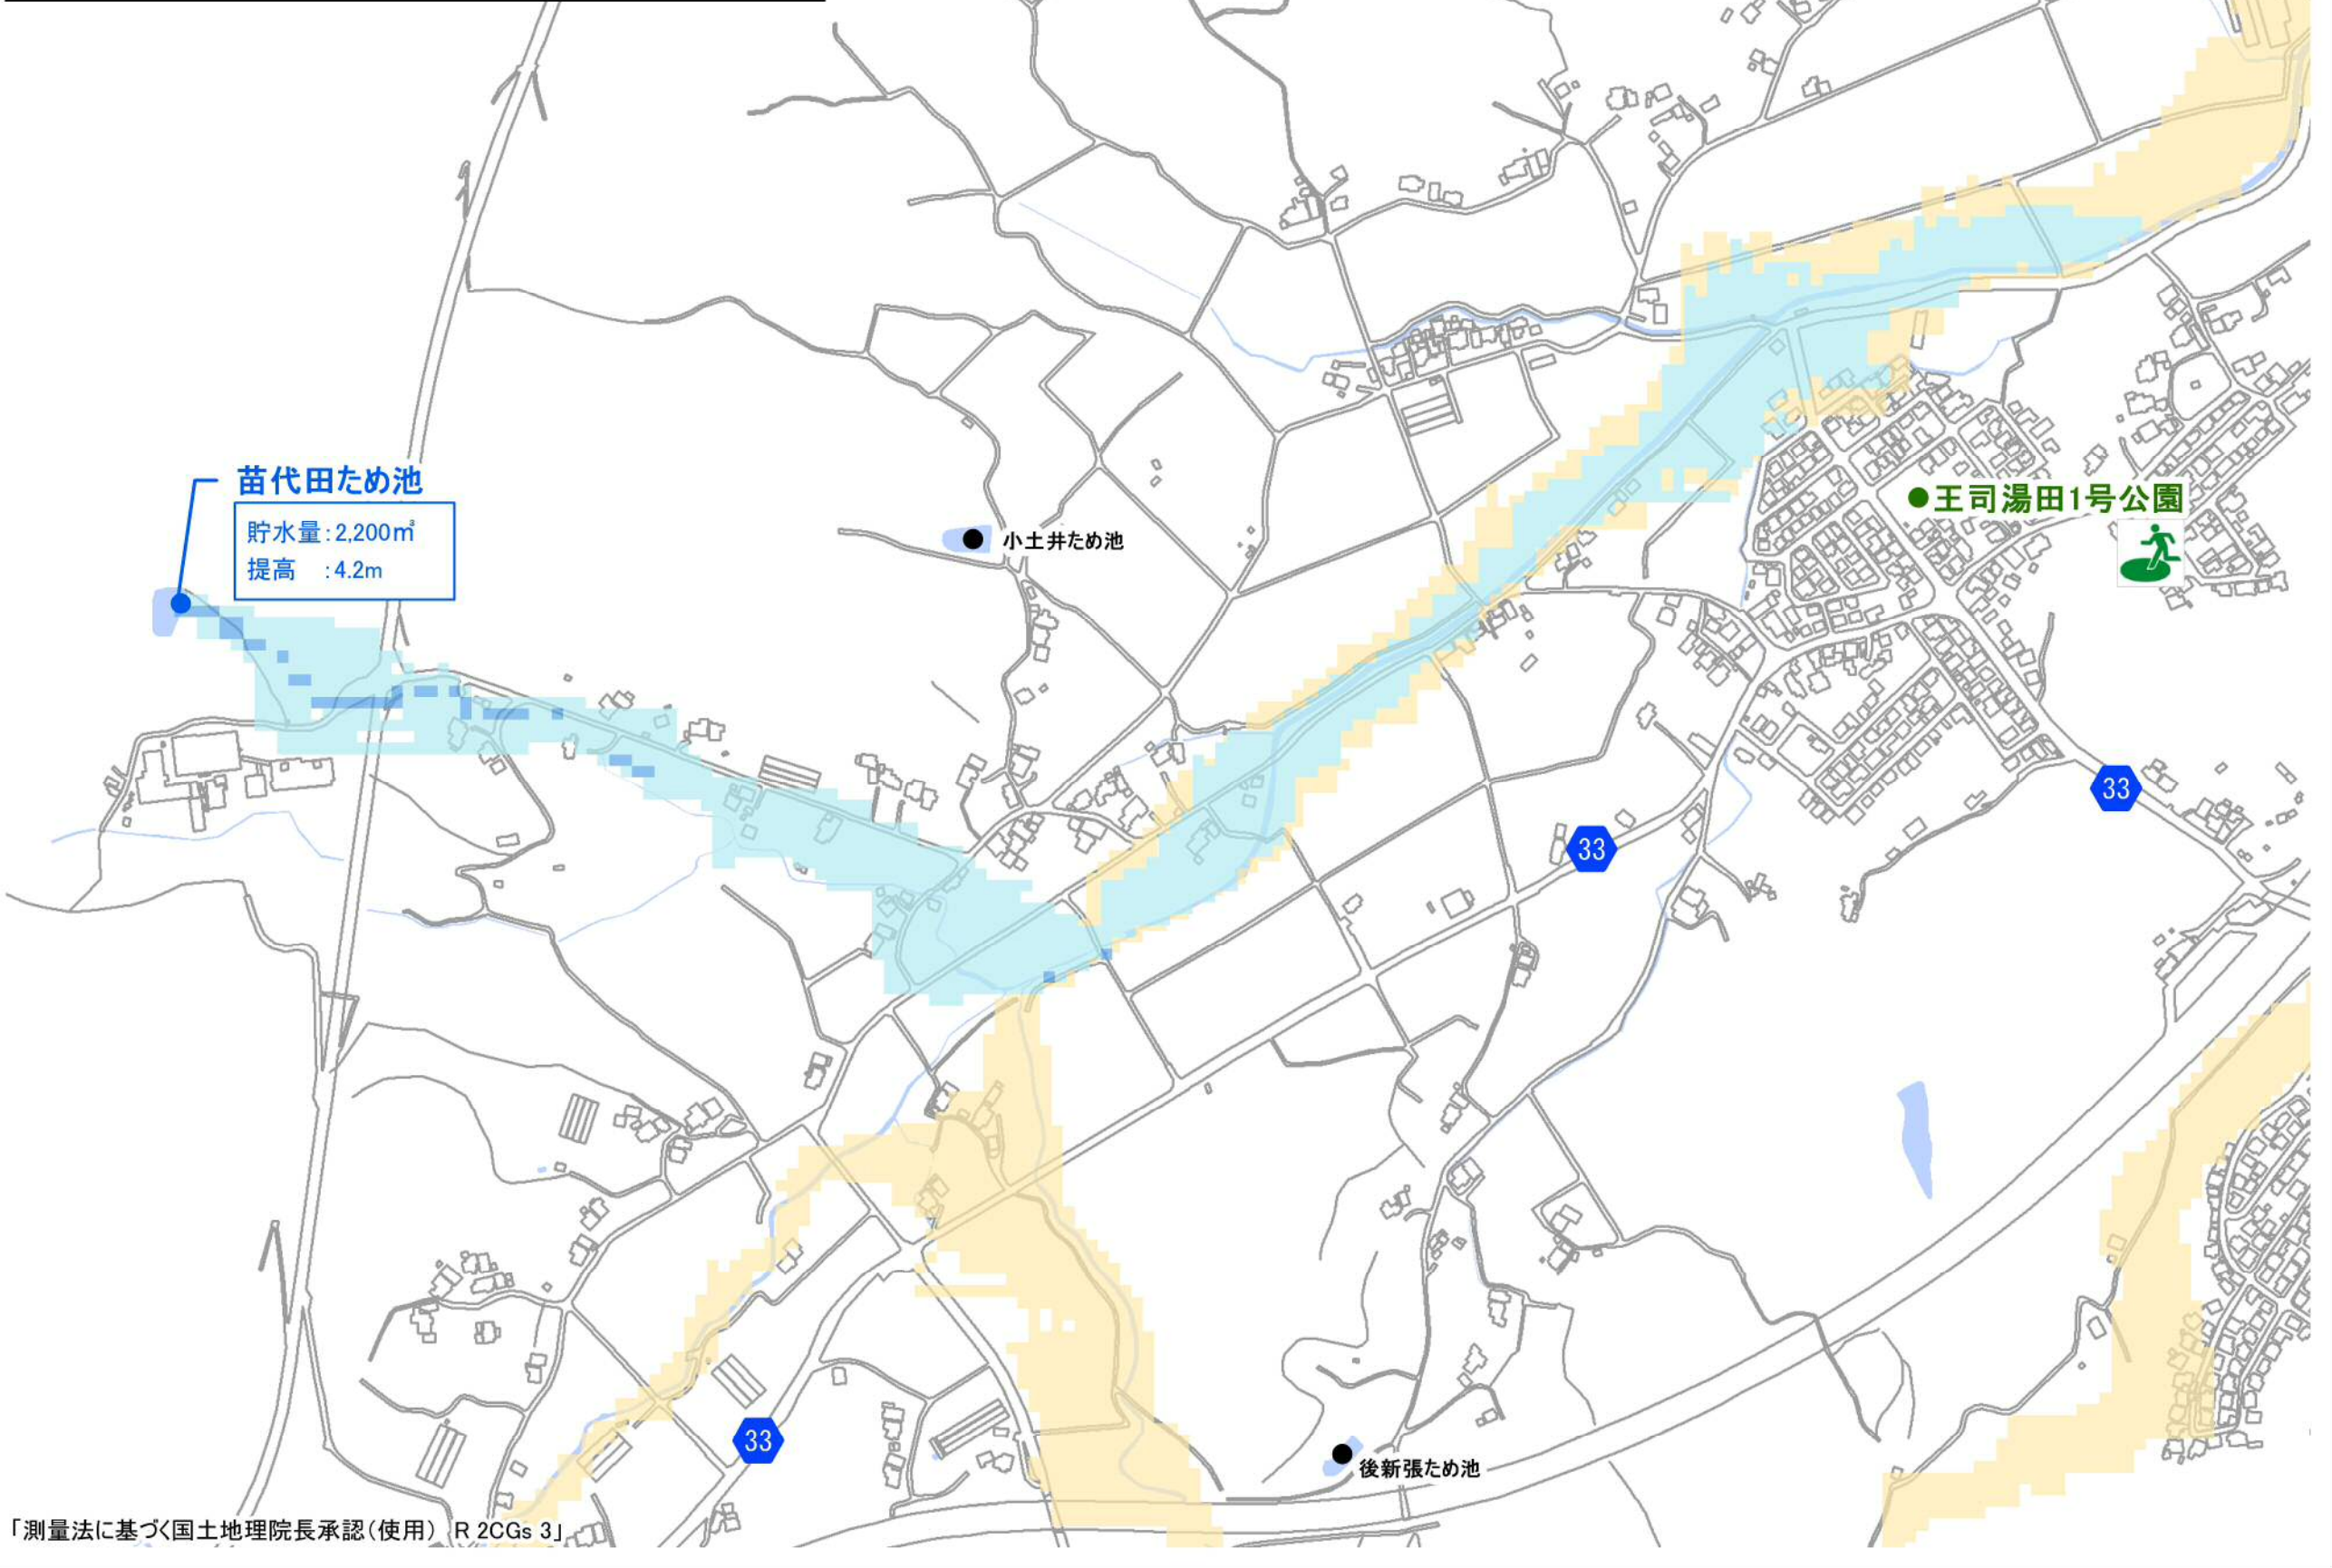 苗代田ため池
貯水量：2,200㎥
提高　：4.2m
小土井ため池
●王司湯田1号公園
33
33
33
後新張ため池
「測量法に基づく国土地理院長承認（使用）　R 2CGs 3」